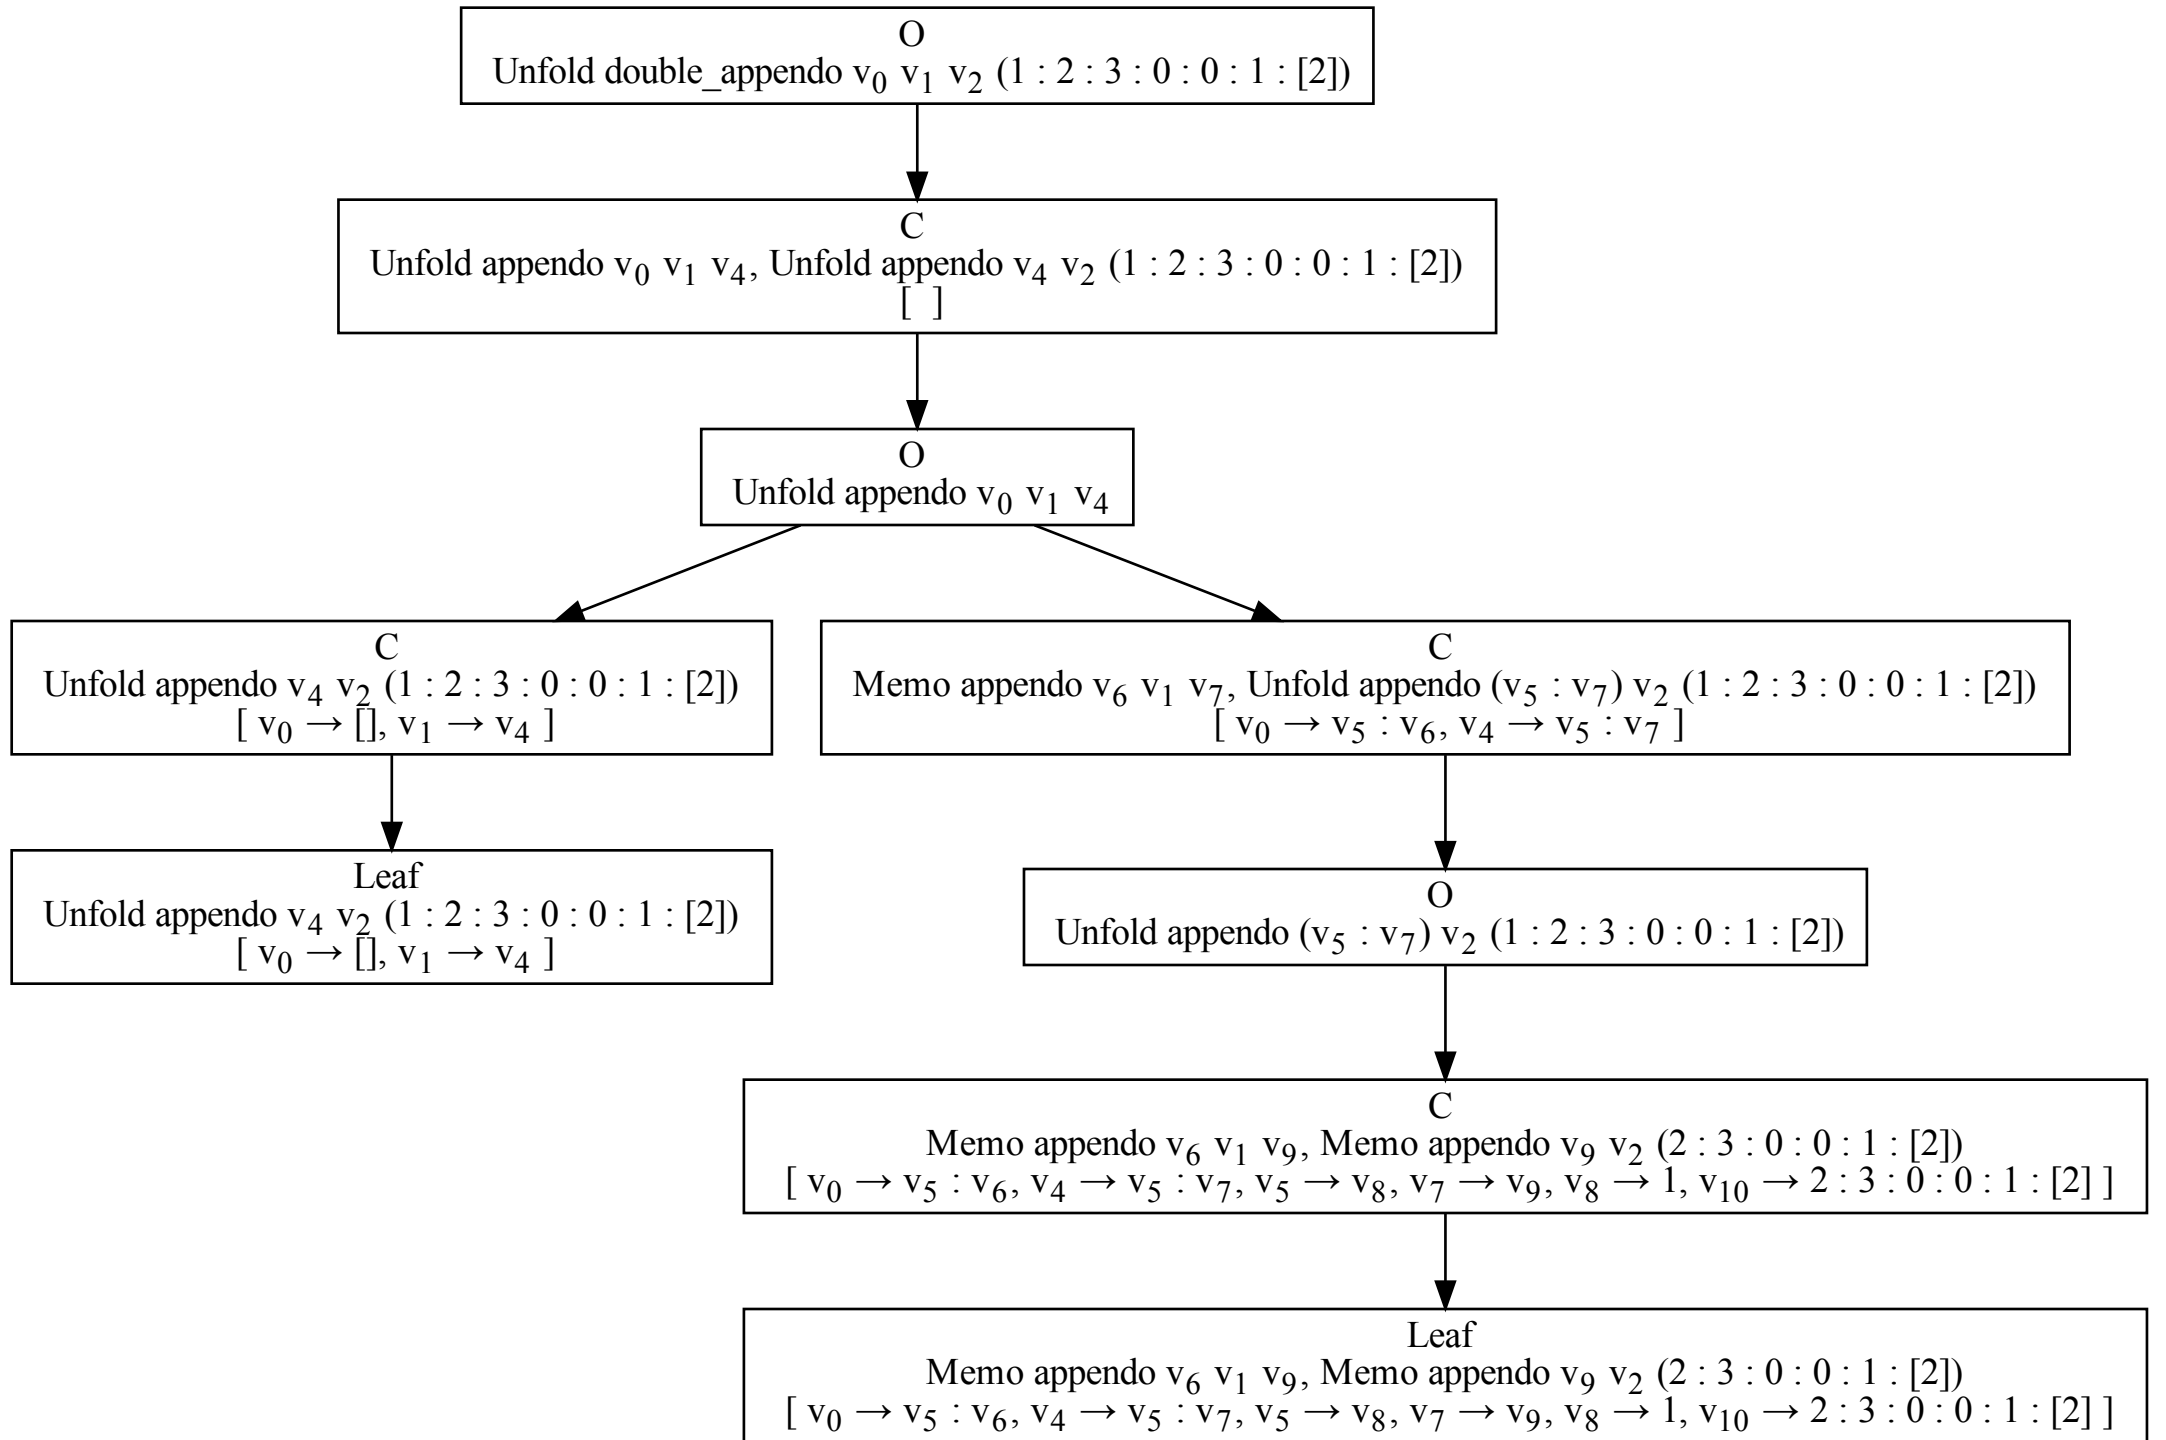 O
Unfold double_appendo v₀ v₁ v₂ (1 : 2 : 3 : 0 : 0 : 1 : [2])
C
Unfold appendo v₀ v₁ v₄, Unfold appendo v₄ v₂ (1 : 2 : 3 : 0 : 0 : 1 : [2])
[ ]
O
Unfold appendo v₀ v₁ v₄
C
Unfold appendo v₄ v₂ (1 : 2 : 3 : 0 : 0 : 1 : [2])
[ v₀ → [], v₁ → v₄ ]
C
Memo appendo v₆ v₁ v₇, Unfold appendo (v₅ : v₇) v₂ (1 : 2 : 3 : 0 : 0 : 1 : [2])
[ v₀ → v₅ : v₆, v₄ → v₅ : v₇ ]
Leaf
Unfold appendo v₄ v₂ (1 : 2 : 3 : 0 : 0 : 1 : [2])
[ v₀ → [], v₁ → v₄ ]
O
Unfold appendo (v₅ : v₇) v₂ (1 : 2 : 3 : 0 : 0 : 1 : [2])
C
Memo appendo v₆ v₁ v₉, Memo appendo v₉ v₂ (2 : 3 : 0 : 0 : 1 : [2])
[ v₀ → v₅ : v₆, v₄ → v₅ : v₇, v₅ → v₈, v₇ → v₉, v₈ → 1, v₁₀ → 2 : 3 : 0 : 0 : 1 : [2] ]
Leaf
Memo appendo v₆ v₁ v₉, Memo appendo v₉ v₂ (2 : 3 : 0 : 0 : 1 : [2])
[ v₀ → v₅ : v₆, v₄ → v₅ : v₇, v₅ → v₈, v₇ → v₉, v₈ → 1, v₁₀ → 2 : 3 : 0 : 0 : 1 : [2] ]